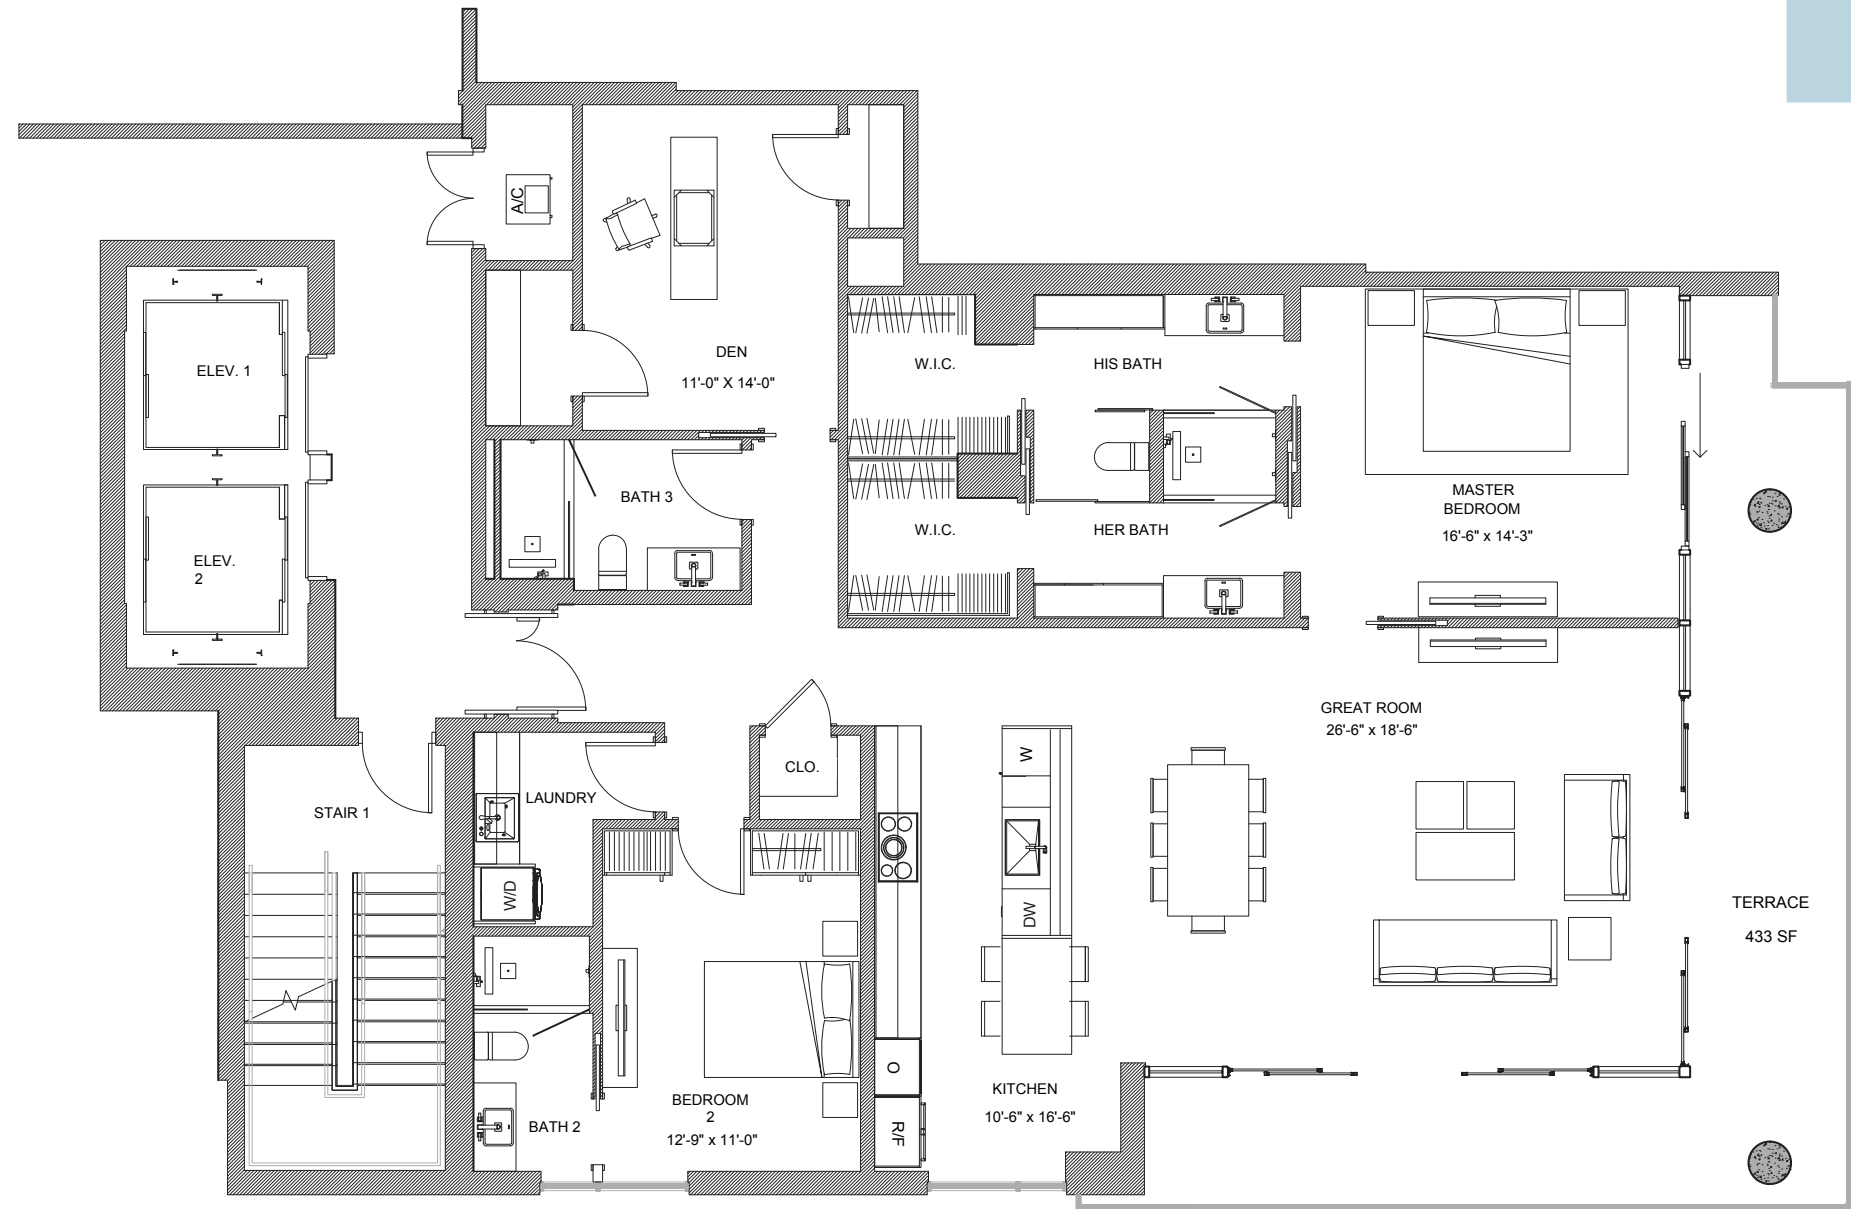 A/C
ELEV. 1
DEN
11'-0" X 14'-0"
W.I.C.
HIS BATH
BATH 3
MASTER
BEDROOM
16'-6" x 14'-3"
W.I.C.
HER BATH
ELEV.
2
GREAT ROOM
26'-6" x 18'-6"
W
CLO.
LAUNDRY
STAIR 1
W/D
DW
TERRACE
433 SF
O
KITCHEN
10'-6" x 16'-6"
BEDROOM
2
12'-9" x 11'-0"
BATH 2
R/F